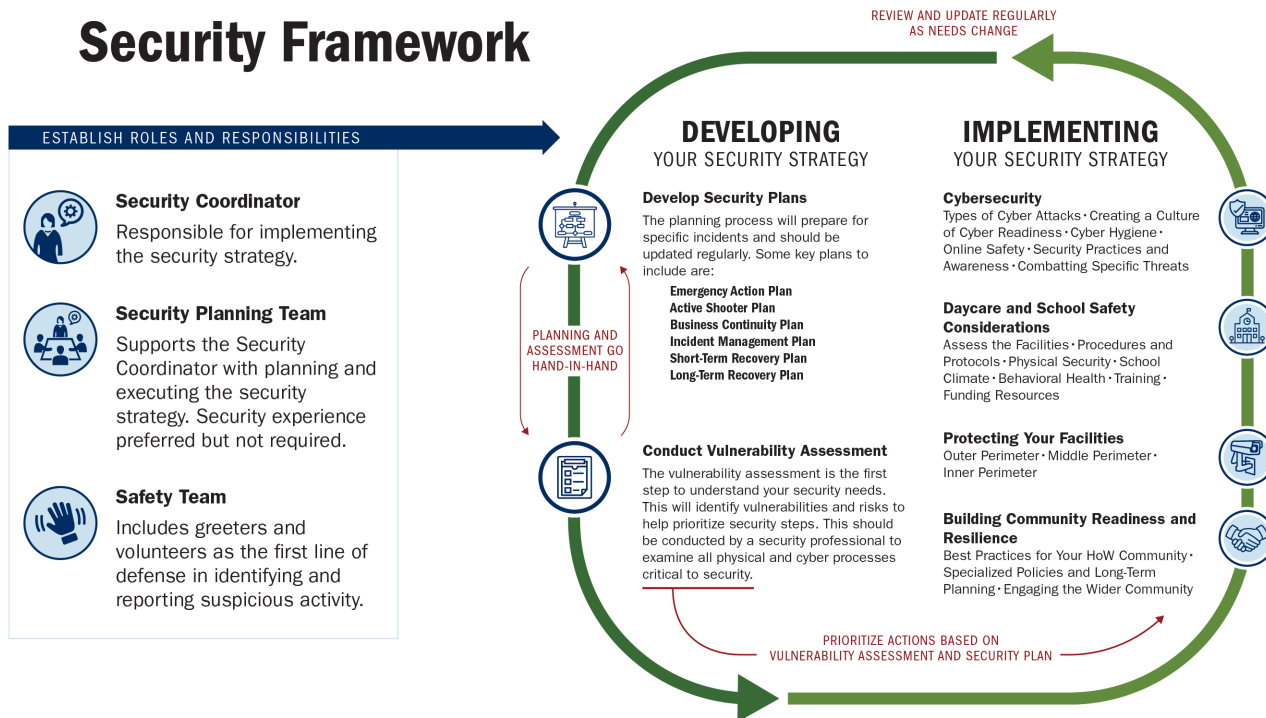 Security Framework
ESTABLISH ROLES AND RESPONSIBILITIES
Security Coordinator
Responsible for implementing
the security strategy.
Security Planning Team
Supports the Security
Coordinator with planning and
executing the security
strategy. Security experience
preferred but not required.
Safety Team
Includes greeters and
volunteers as the first line of
defense in identifying and
reporting suspicious activity.
REVIEW AND UPDATE REGULARLY
AS NEEDS CHANGE
DEVELOPING
YOUR SECURITY STRATEGY
Develop Security Plans
The planning process will prepare for
specific incidents and should be
updated regularly. Some key plans to
include are:
Emergency Action Plan
Active Shooter Plan
Business Continuity Plan
Incident Management Plan
Short-Term Recovery Plan
Long-Term Recovery Plan
PLANNING AND
ASSESSMENT GO
HAND-IN-HAND
Conduct Vulnerability Assessment
The vulnerability assessment is the first
step to understand your security needs.
This will identify vulnerabilities and risks to
help prioritize security steps. This should
be conducted by a security professional to
examine all physical and cyber processes
critical to security.
IMPLEMENTING
YOUR SECURITY STRATEGY
Cybersecurity
Types of Cyber Attacks • Creating a Culture
of Cyber Readiness • Cyber Hygiene •
Online Safety • Security Practices and
Awareness • Combatting Specific Threats
Daycare and School Safety
Considerations
Assess the Facilities • Procedures and
Protocols • Physical Security • School
Climate • Behavioral Health • Training •
Funding Resources
Protecting Your Facilities
Outer Perimeter • Middle Perimeter •
Inner Perimeter
Building Community Readiness and
Resilience
Best Practices for Your HoW Community •
Specialized Policies and Long-Term
Planning • Engaging the Wider Community
PRIORITIZE ACTIONS BASED ON
VULNERABILITY ASSESSMENT AND SECURITY PLAN